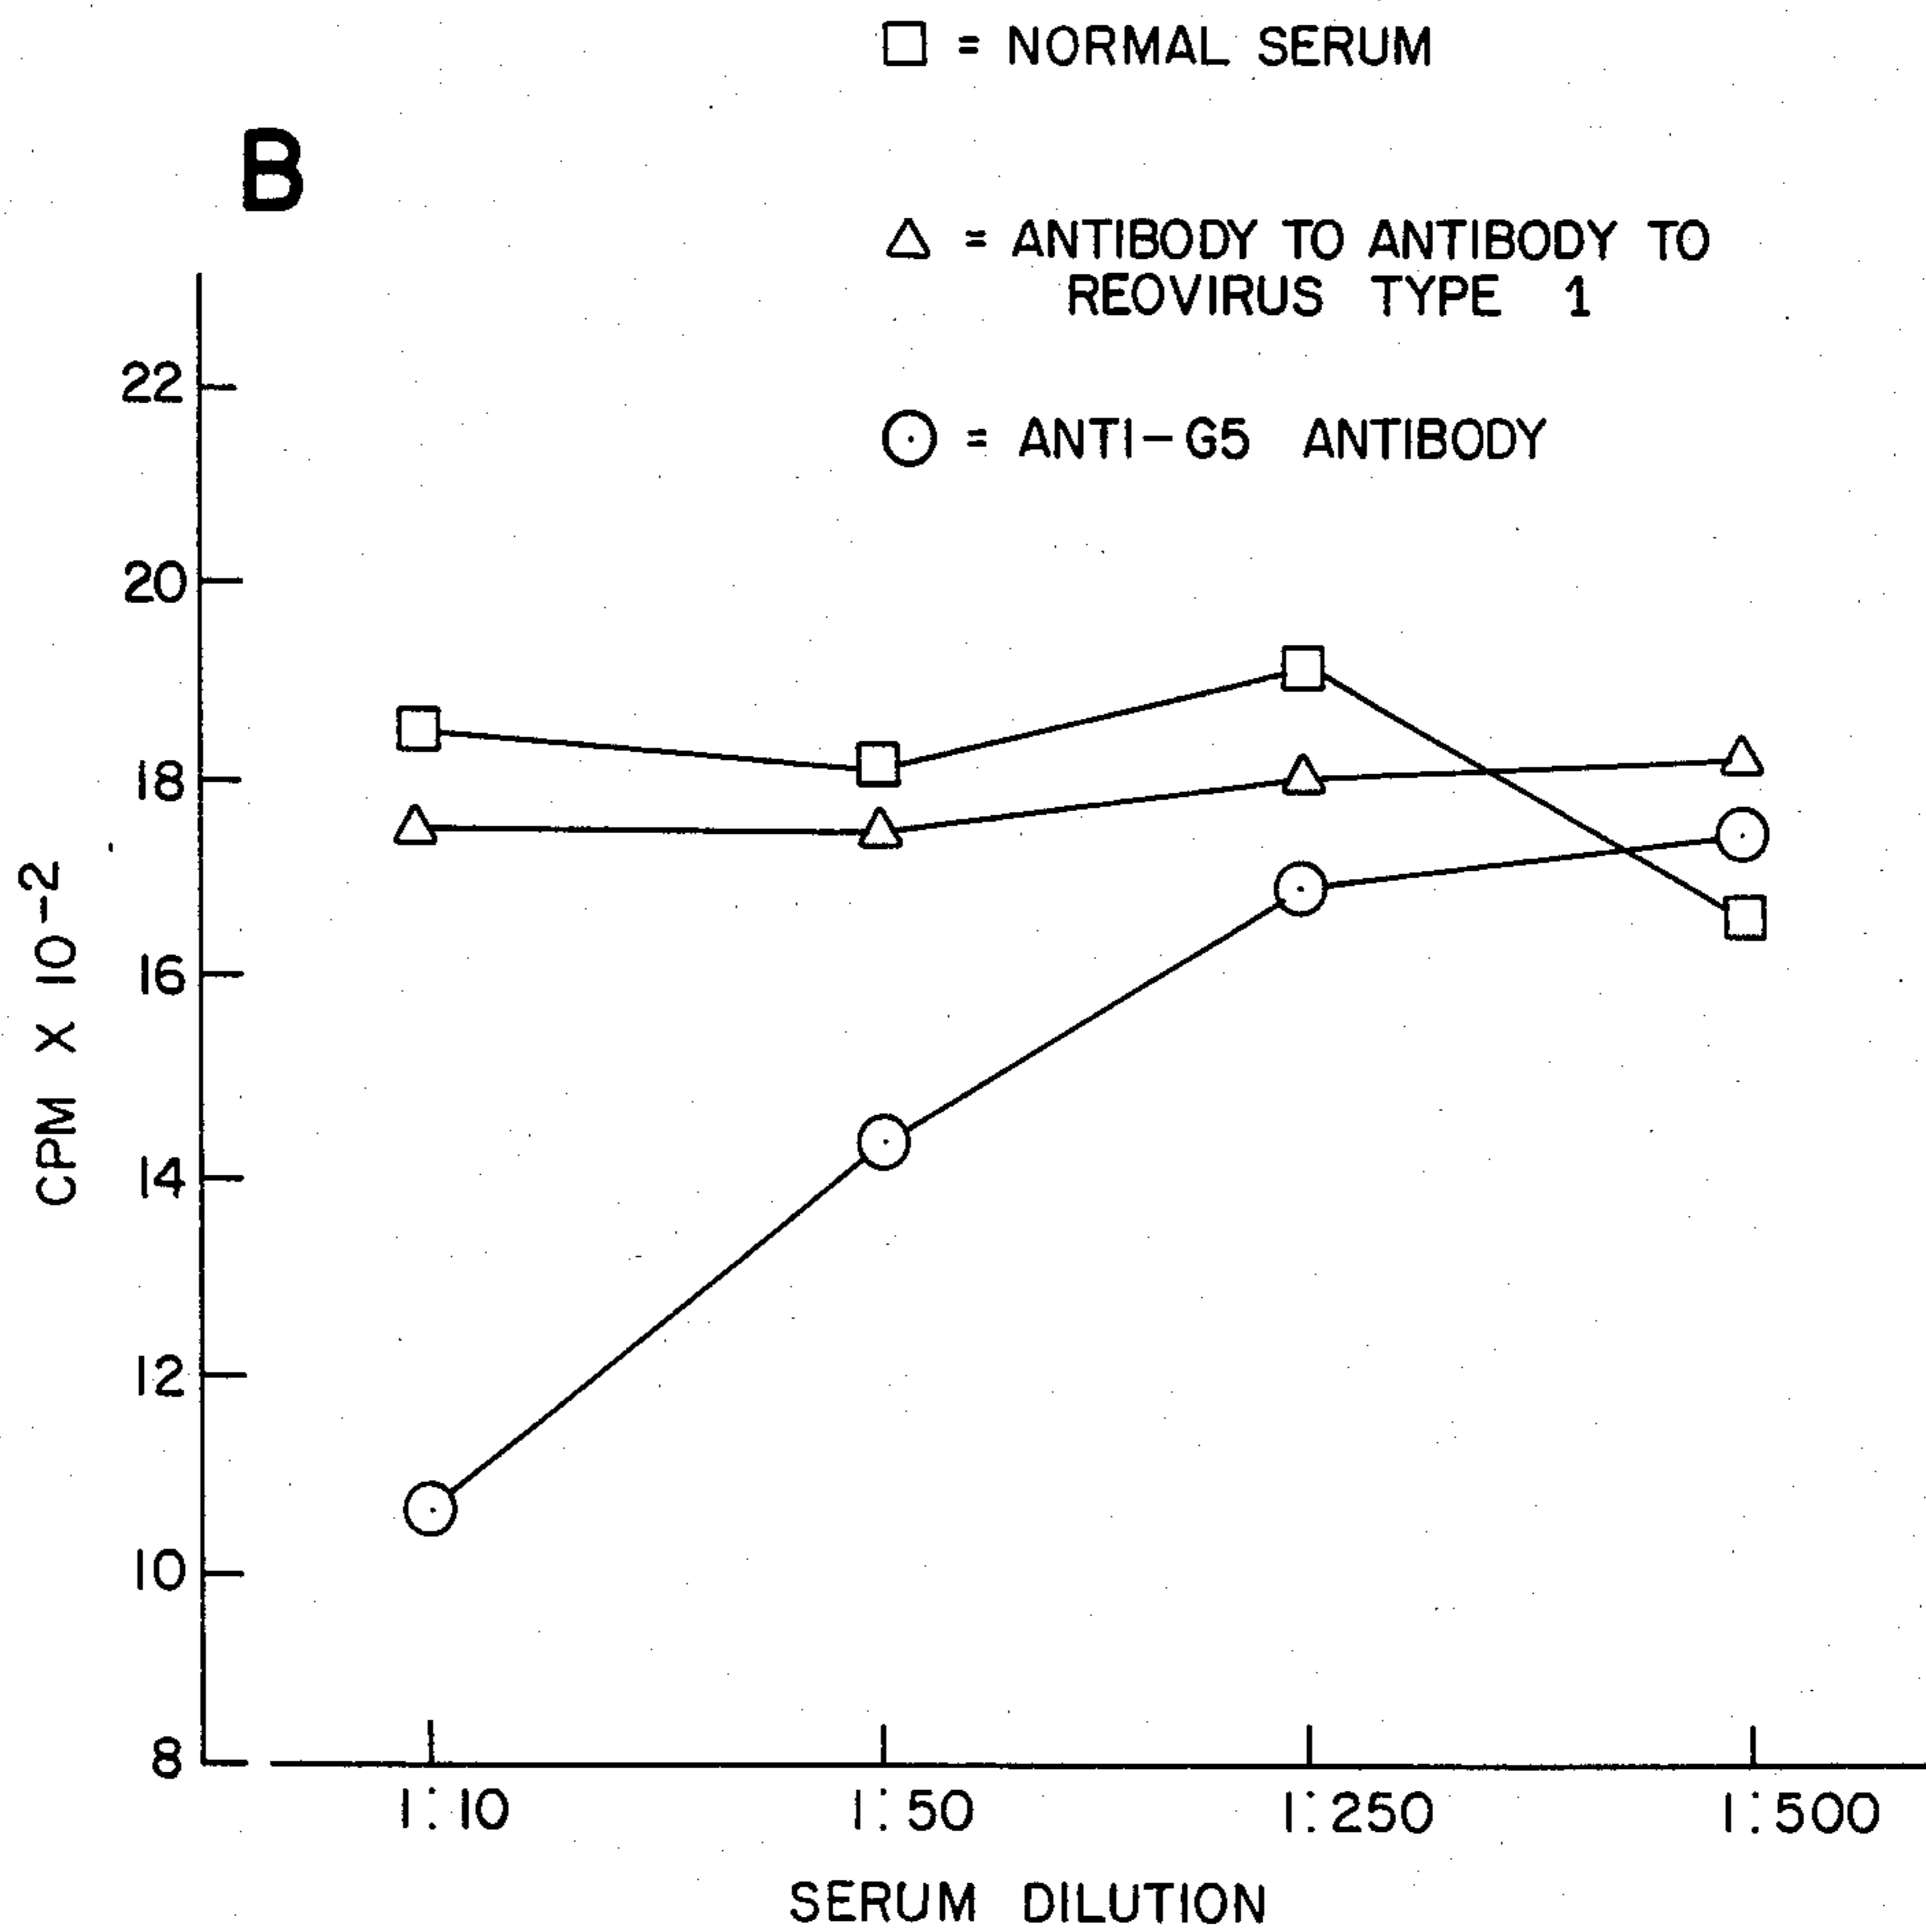 □ = NORMAL SERUM
B
△ = ANTIBODY TO ANTIBODY TO
REOVIRUS TYPE 1
⊙ = ANTI-G5 ANTIBODY
22
20
18
16
14
12
10
8
CPM X 10-2
1:10 1:50 1:250 1:500
SERUM DILUTION